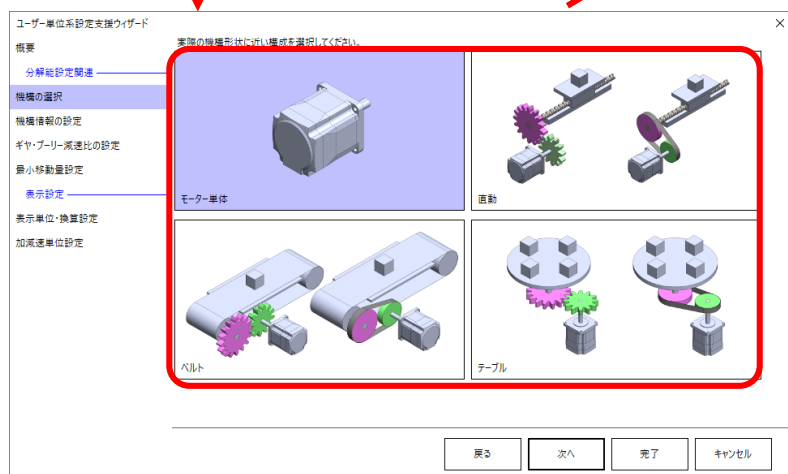 ユーザー単位系設定支援ウィザード
概要
実際の機構形状に近い構成を選択してください。
分解能設定関連
機構の選択
機構情報の設定
ギヤ・プーリー減速比の設定
最小移動量設定
表示設定
表示単位・換算設定
加減速単位設定
モーター単体
直動
ベルト
テーブル
戻る
次へ
完了
キャンセル